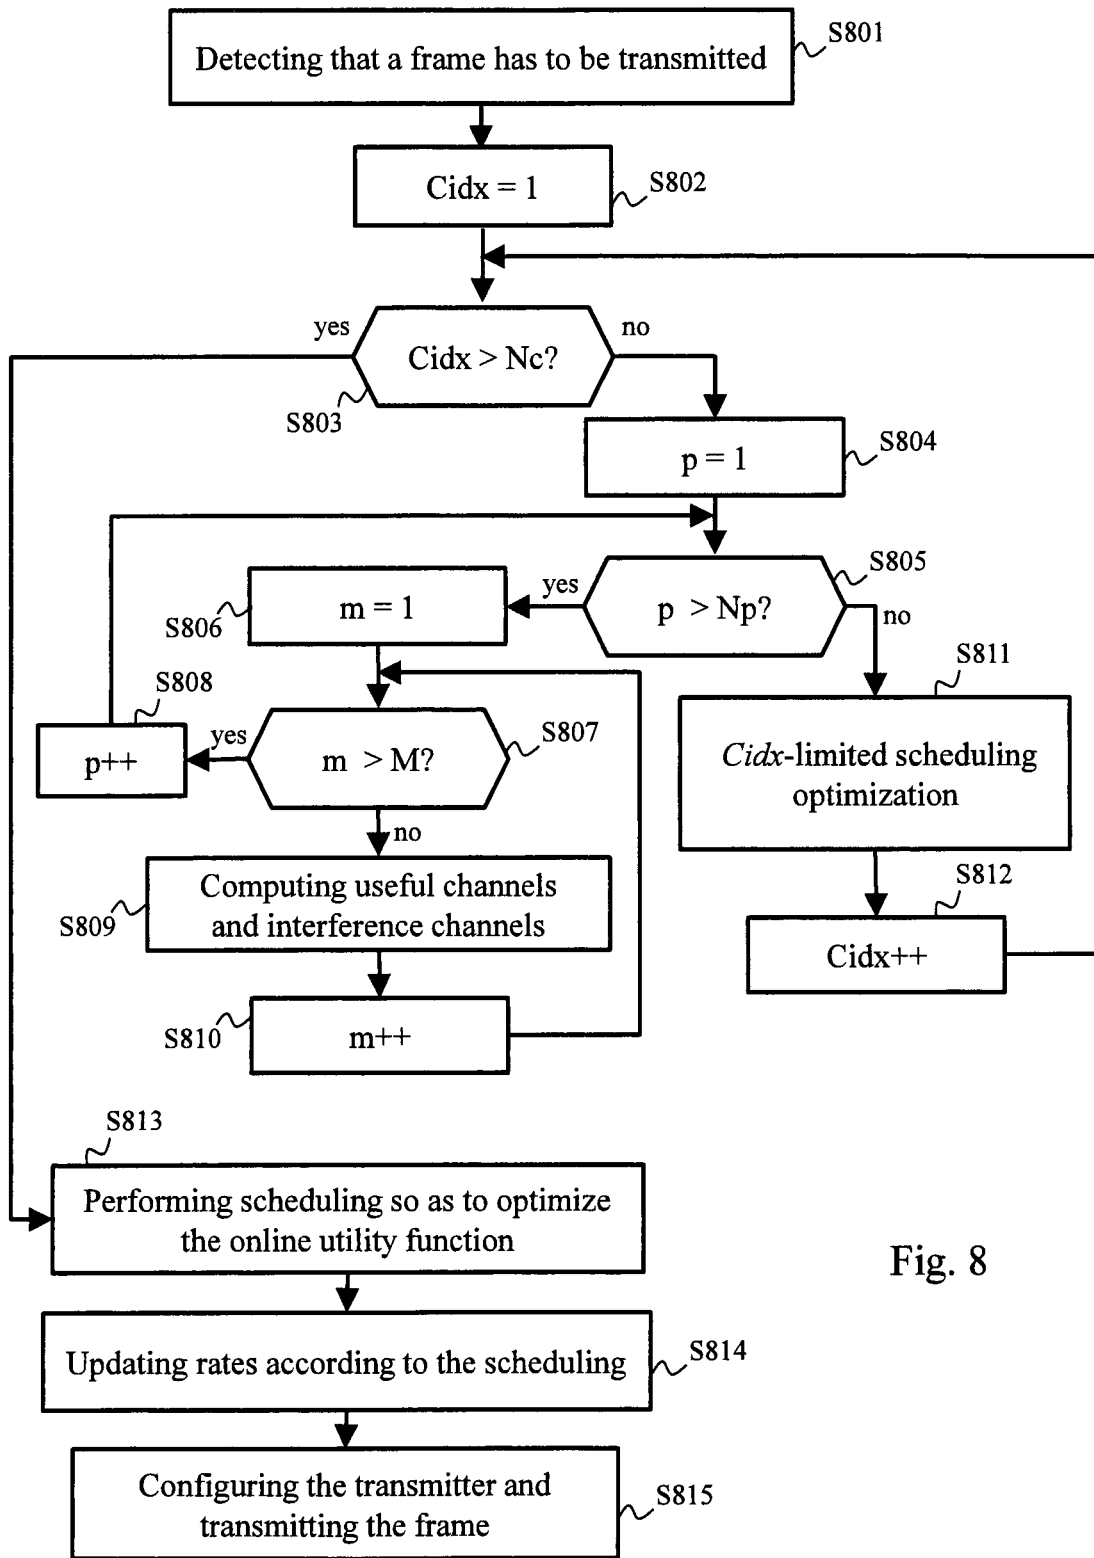 Detecting that a frame has to be transmitted
S801
Cidx = 1
S802
yes
Cidx > Nc?
no
S803
p = 1
S804
S805
p > Np?
yes
no
m = 1
S806
S808
p++
yes
m > M?
S807
no
S811
Cidx-limited scheduling
optimization
Computing useful channels
and interference channels
S809
S812
Cidx++
m++
S810
S813
Performing scheduling so as to optimize
the online utility function
Fig. 8
Updating rates according to the scheduling
S814
Configuring the transmitter and
transmitting the frame
S815